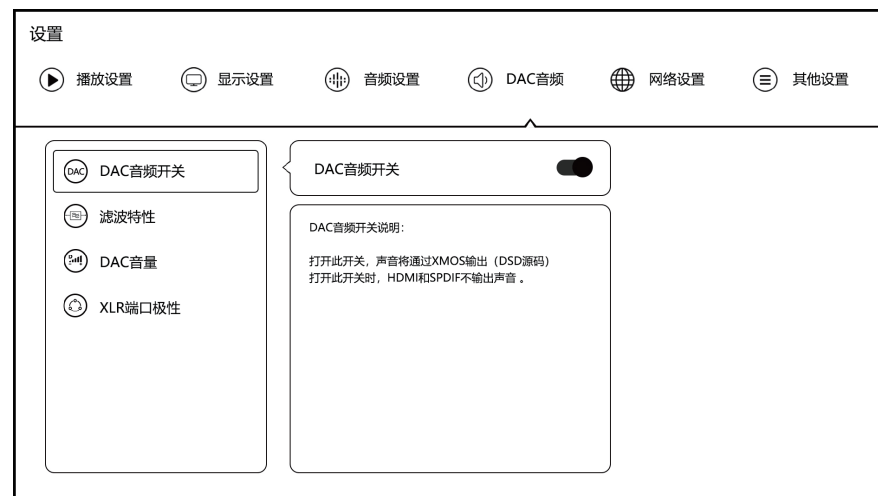 设置
播放设置
显示设置
音频设置
DAC音频
网络设置
其他设置
DAC
DAC音频开关
滤波特性
DAC音量
XLR端口极性
DAC音频开关
DAC音频开关说明：
打开此开关，声音将通过XMOS输出（DSD源码）
打开此开关时，HDMI和SPDIF不输出声音 。